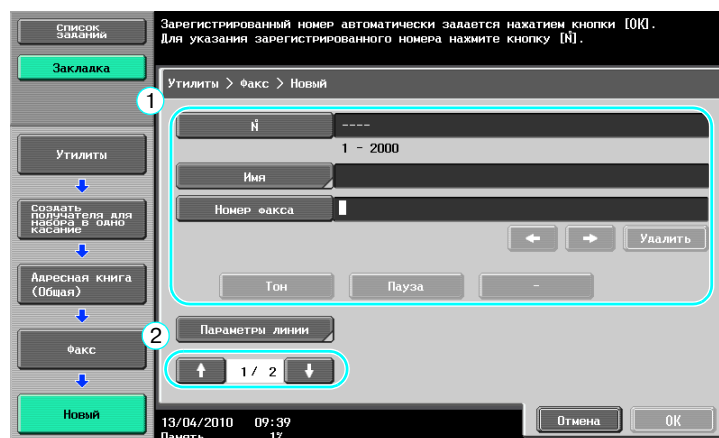 Список
заданий
Закладка
Утилиты
Создать
получателя для
набора в одно
касание
Адресная книга
(Общая)
Факс
Новый
Зарегистрированный номер автоматически задается нажатием кнопки [OK].
Для указания зарегистрированного номера нажмите кнопку [N̊].
Утилиты > Факс > Новый
1
N̊ ----
1 - 2000
Имя
Номер факса
Удалить
Тон Пауза -
2
Параметры линии
1/ 2
13/04/2010 09:39
Память 1%
Отмена OK